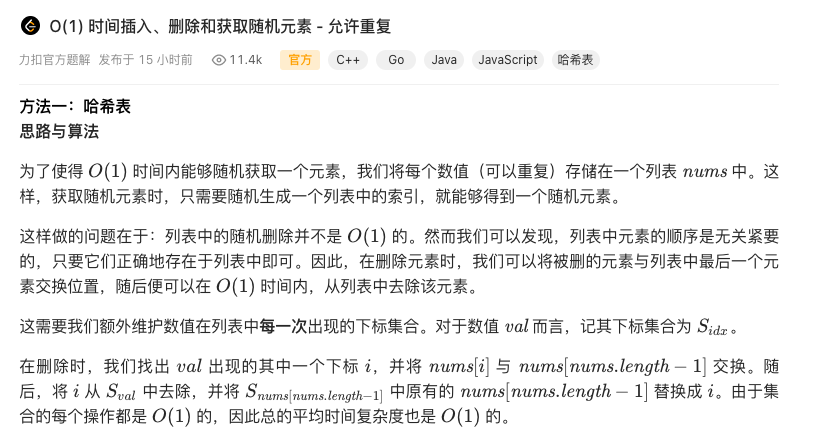 O(1) 时间插入、删除和获取随机元素 - 允许重复
力扣官方题解 发布于 15 小时前 11.4k 官方 C++ Go Java JavaScript 哈希表
方法一：哈希表
思路与算法
为了使得 O(1) 时间内能够随机获取一个元素，我们将每个数值（可以重复）存储在一个列表 nums 中。这
样，获取随机元素时，只需要随机生成一个列表中的索引，就能够得到一个随机元素。
这样做的问题在于：列表中的随机删除并不是 O(1) 的。然而我们可以发现，列表中元素的顺序是无关紧要
的，只要它们正确地存在于列表中即可。因此，在删除元素时，我们可以将被删的元素与列表中最后一个元
素交换位置，随后便可以在 O(1) 时间内，从列表中去除该元素。
这需要我们额外维护数值在列表中每一次出现的下标集合。对于数值 val 而言，记其下标集合为 S_{idx}。
在删除时，我们找出 val 出现的其中一个下标 i，并将 nums[i] 与 nums[nums.length − 1] 交换。随
后，将 i 从 S_{val} 中去除，并将 S_{nums[nums.length−1]} 中原有的 nums[nums.length − 1] 替换成 i。由于集
合的每个操作都是 O(1) 的，因此总的平均时间复杂度也是 O(1) 的。